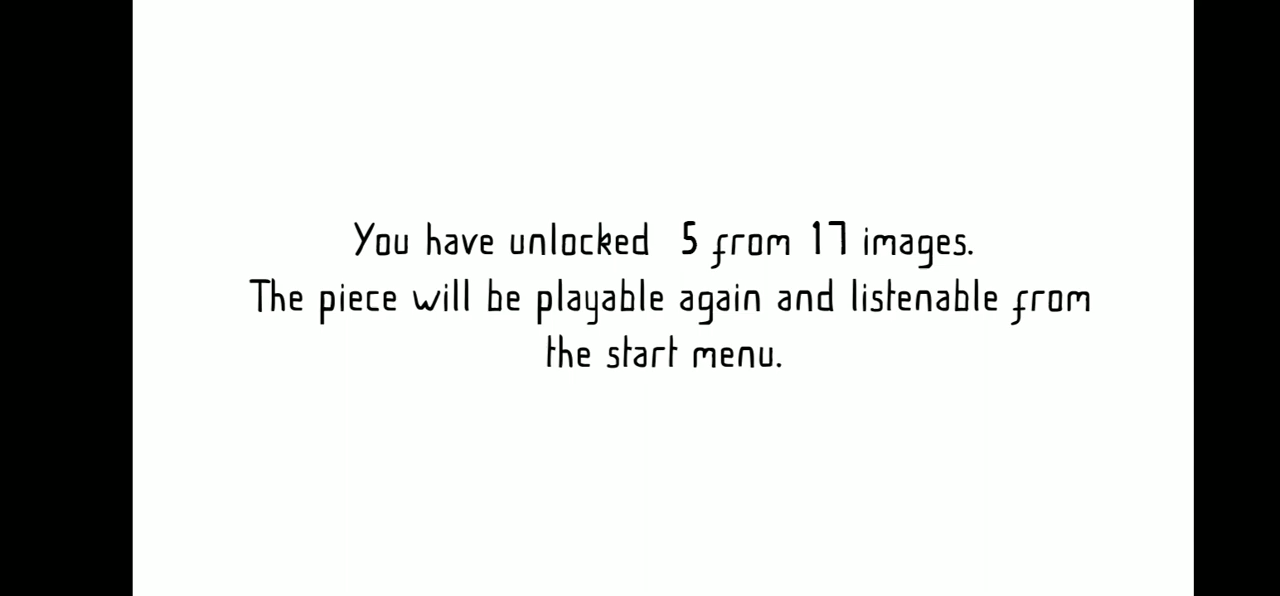 You have unlocked 5 from 17 images.
The piece will be playable again and listenable from
the start menu.